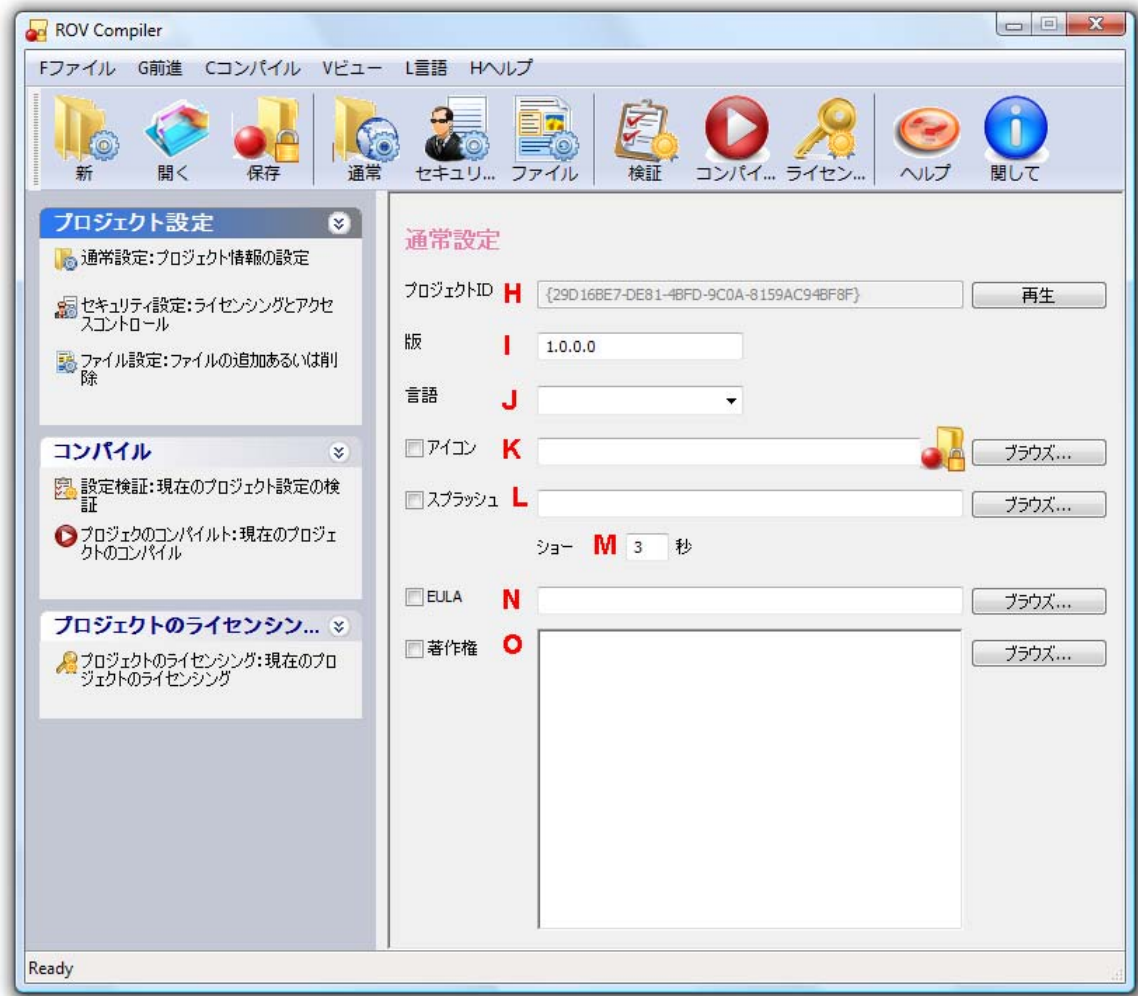 ROV Compiler
Fファイル G前進 Cコンパイル Vビュー L言語 Hヘルプ
新 開く 保存 通常 セキュリ... ファイル 検証 コンパイ... ライセン... ヘルプ 関して
プロジェクト設定
通常設定:プロジェクト情報の設定
セキュリティ設定:ライセンシングとアクセ
スコントロール
ファイル設定:ファイルの追加あるいは削
除
コンパイル
設定検証:現在のプロジェクト設定の検
証
プロジェクのコンパイルト:現在のプロジェ
クトのコンパイル
プロジェクトのライセンシン...
プロジェクトのライセンシング:現在のプロ
ジェクトのライセンシング
通常設定
プロジェクトID H {29D16BE7-DE81-4BFD-9C0A-8159AC94BF8F} 再生
版 I 1.0.0.0
言語 J
アイコン K ブラウズ...
スプラッシュ L ブラウズ...
ショー M 3 秒
EULA N ブラウズ...
著作権 O ブラウズ...
Ready